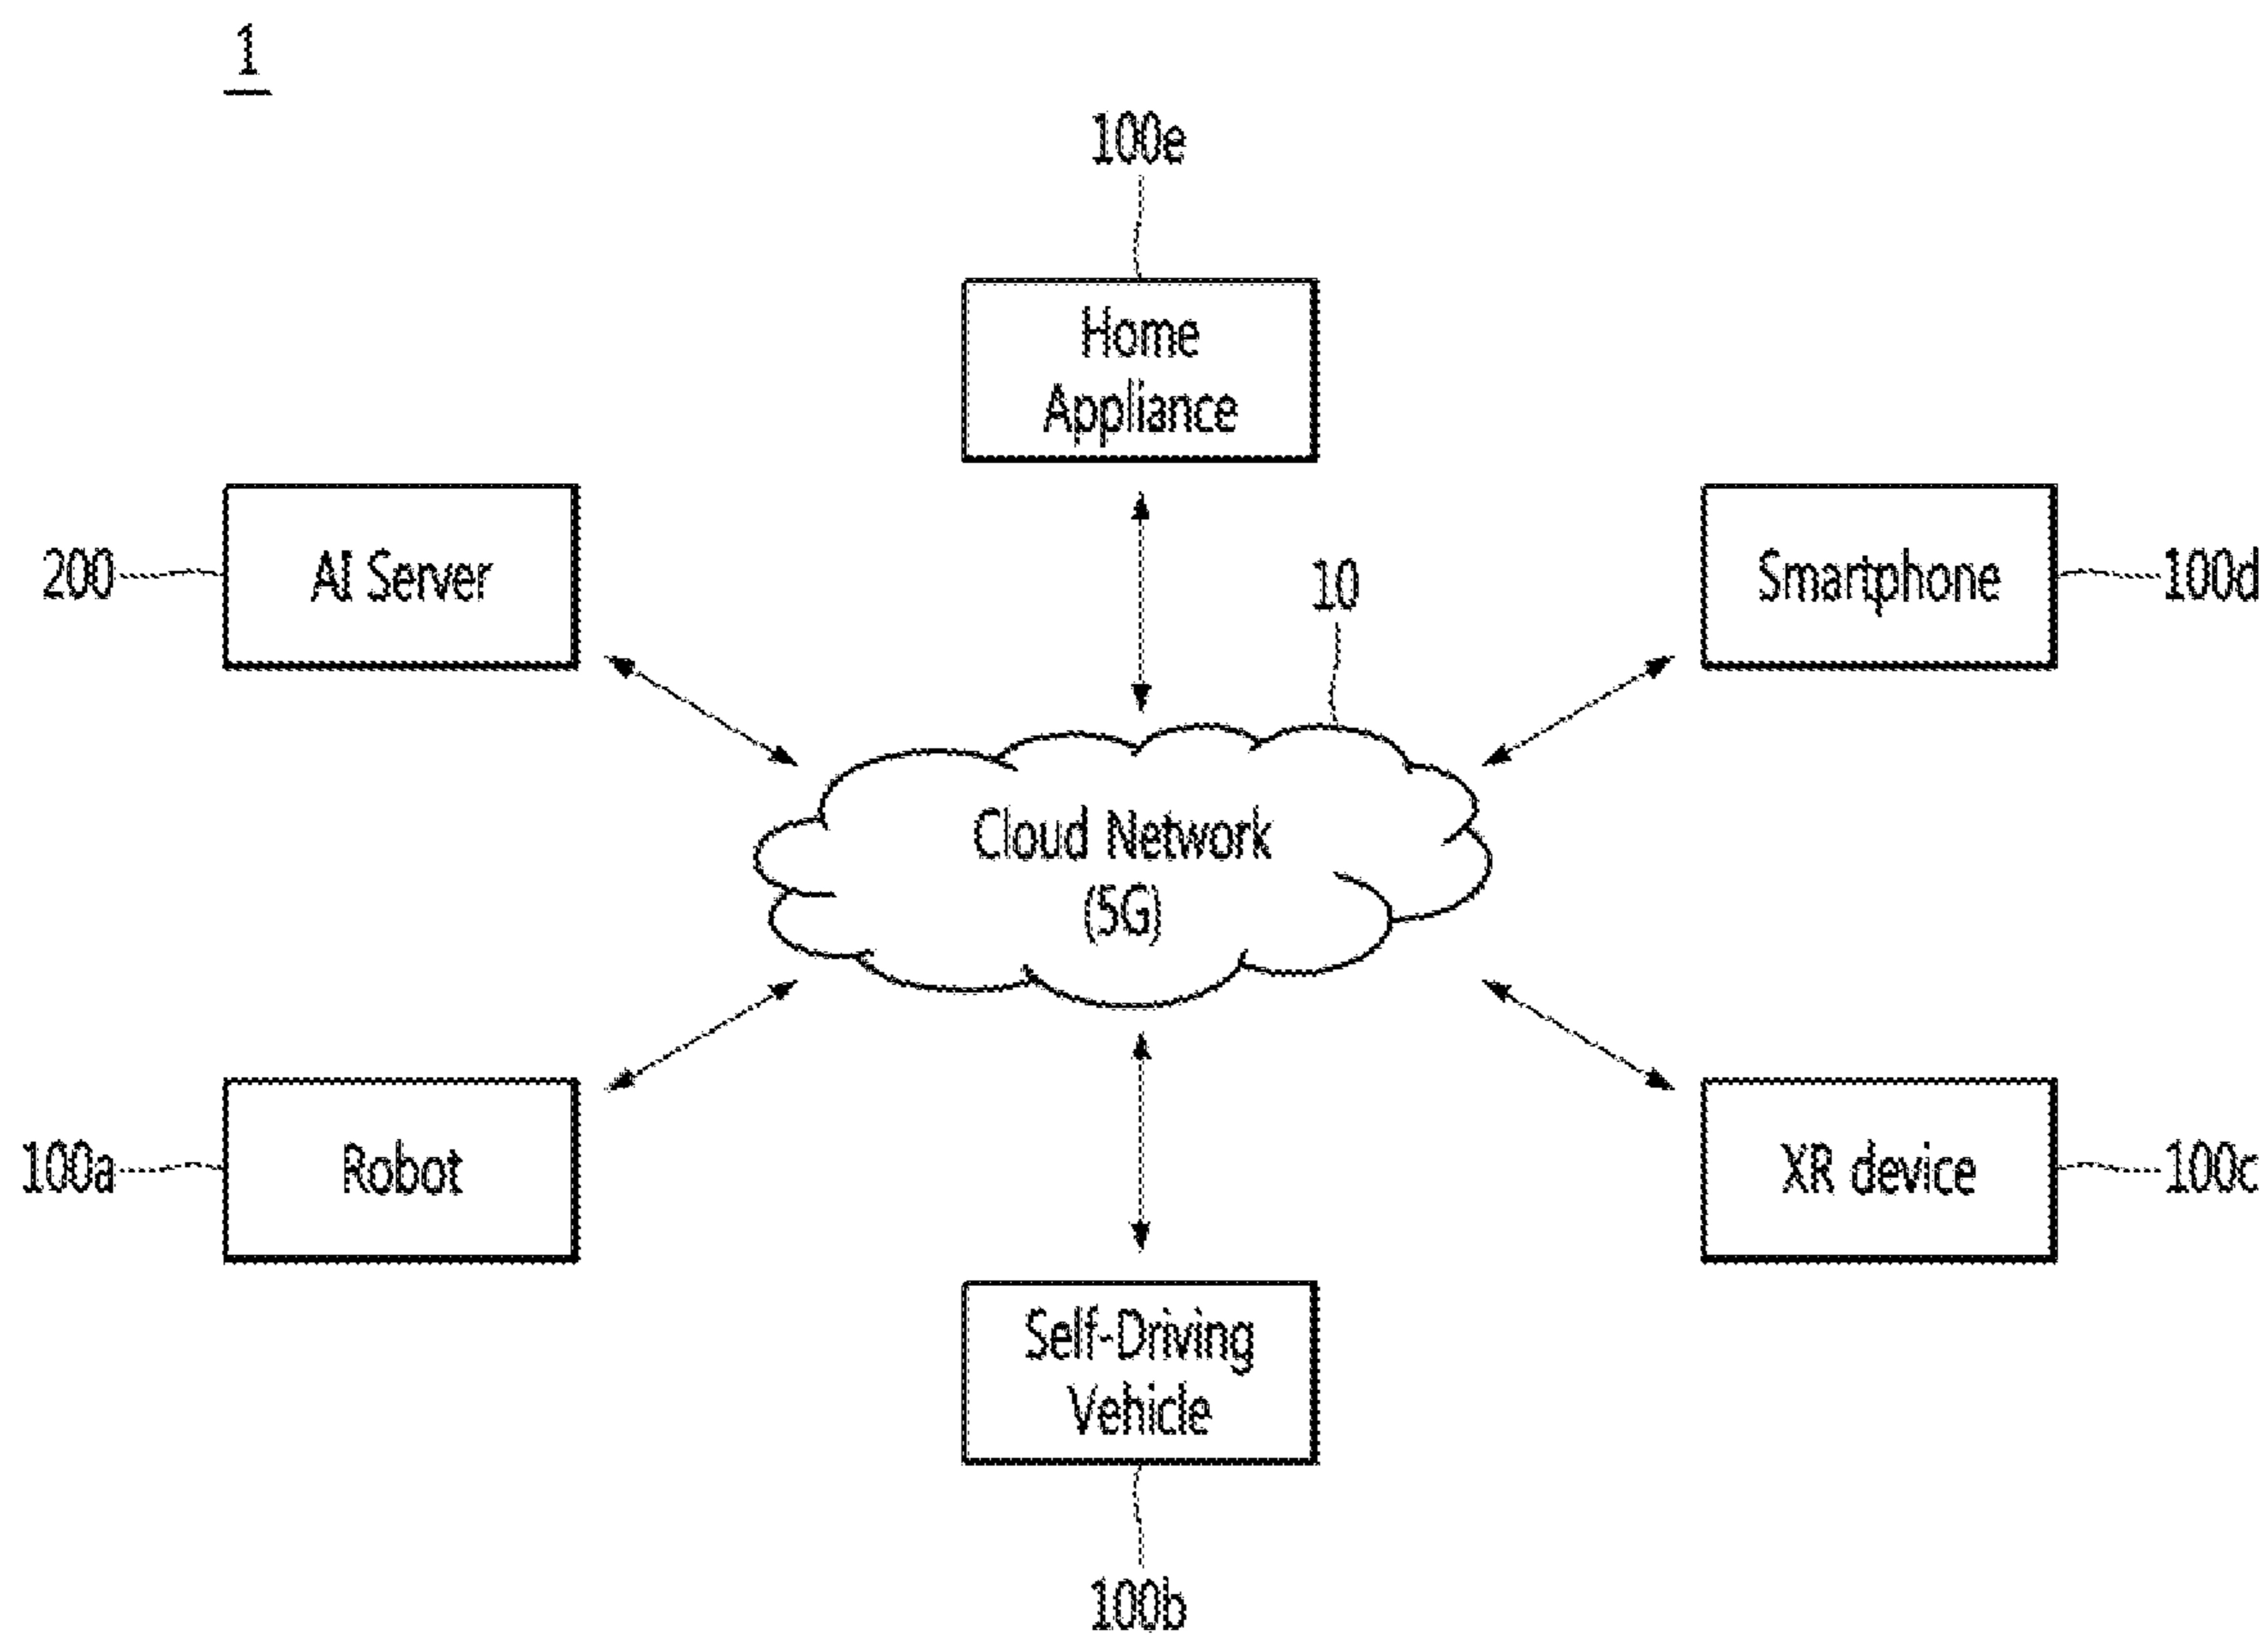 1
100e
Home
Appliance
200
AI Server
10
Smartphone
100d
Cloud Network
(5G)
100a
Robot
XR device
100c
Self-Driving
Vehicle
100b